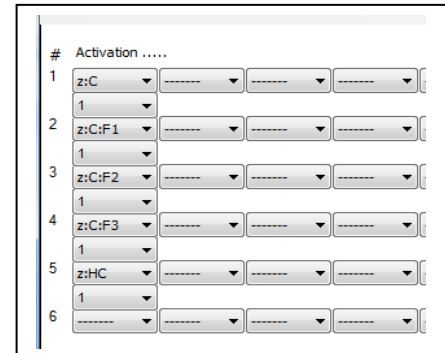 # Activation .....
1 z:C ------- ------- -------
1
2 z:C:F1 ------- ------- -------
1
3 z:C:F2 ------- ------- -------
1
4 z:C:F3 ------- ------- -------
1
5 z:HC ------- ------- -------
1
6 ------- ------- ------- -------